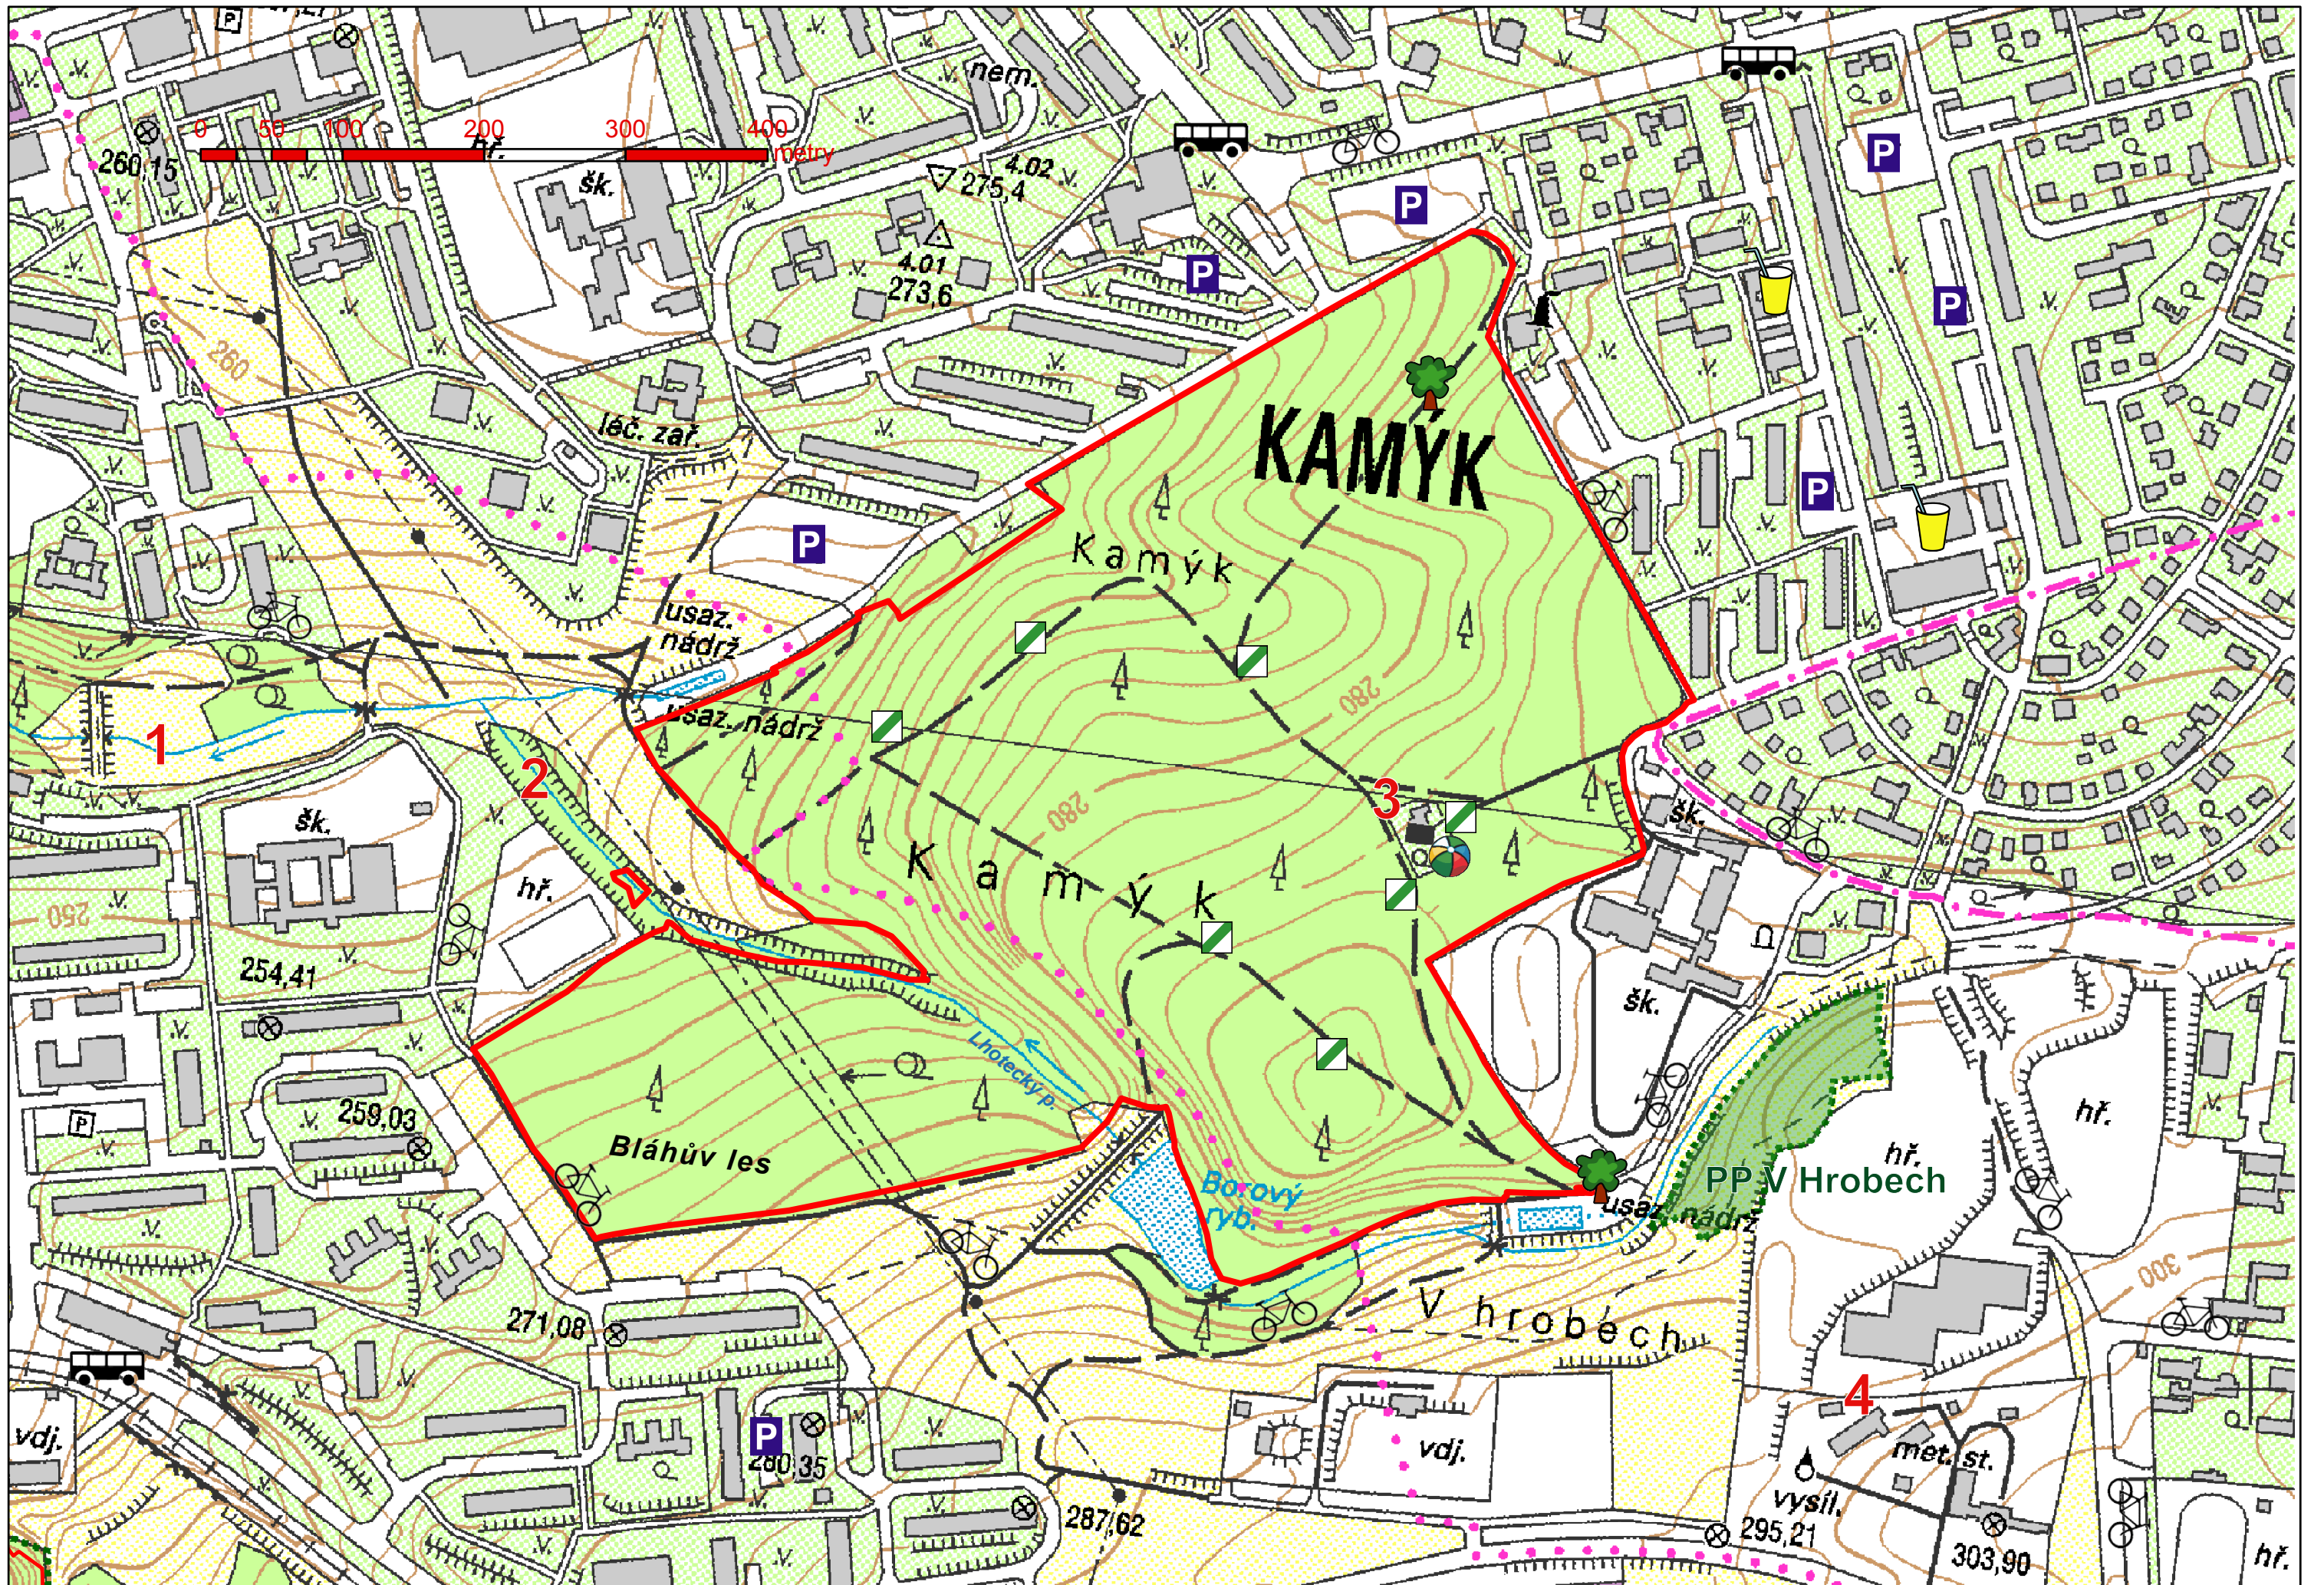 P
nem.
0 50 100 200 300 400
metry
hř.
260,15
šk.
4.02
275,4
P
P
4.01
273,6
P
P
260
léč. zař.
KAMÝK
P
P
Kamýk
usaz.
nádrž
usaz. nádrž
280
1
2
3
280
šk.
šk.
hř.
Kamýk
250
254,41
šk.
Lhotecký p.
259,03
P
Bláhův les
hř.
hř.
PP V Hrobech
Borový
ryb.
usaz.
nádrž
300
271,08
V hrobech
4
P
280,35
vdj.
vdj.
met. st.
vysíl.
287,62
295,21
303,90
hř.